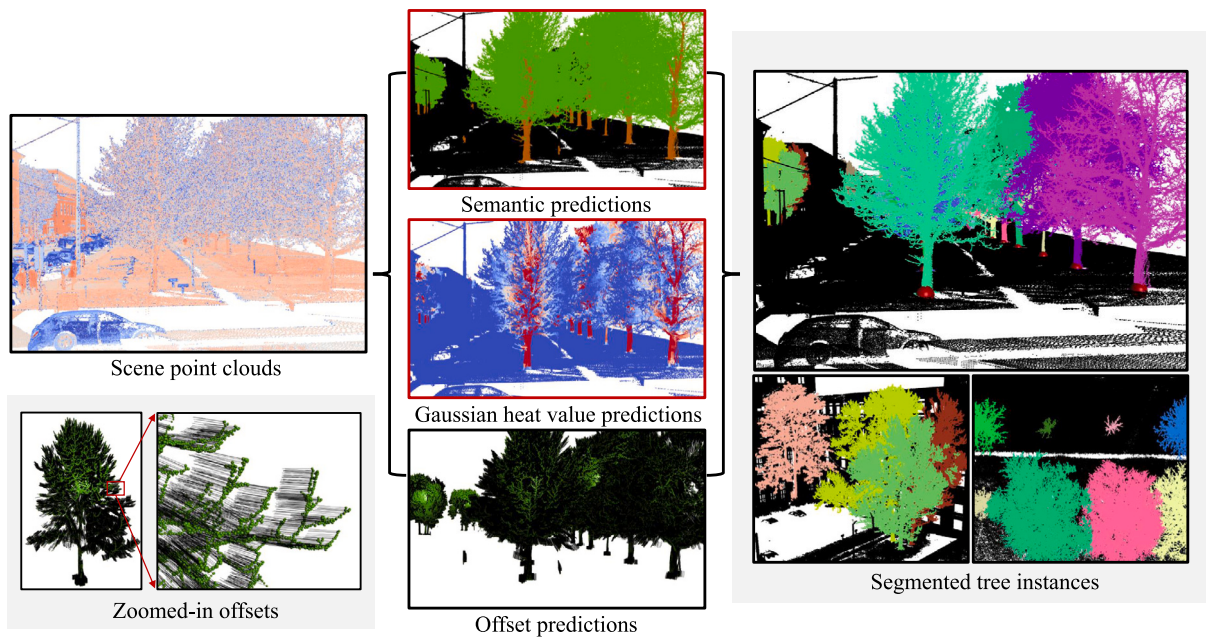 Scene point clouds
Zoomed-in offsets
Semantic predictions
Gaussian heat value predictions
Offset predictions
Segmented tree instances